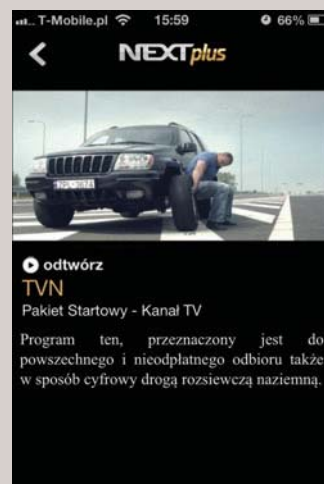 T-Mobile.pl 15:59 66%
NEXTplus
odtwórz
TVN
Pakiet Startowy - Kanał TV
Program ten, przeznaczony jest do
powszechnego i nieodpłatnego odbioru także
w sposób cyfrowy drogą rozsiewczą naziemną.